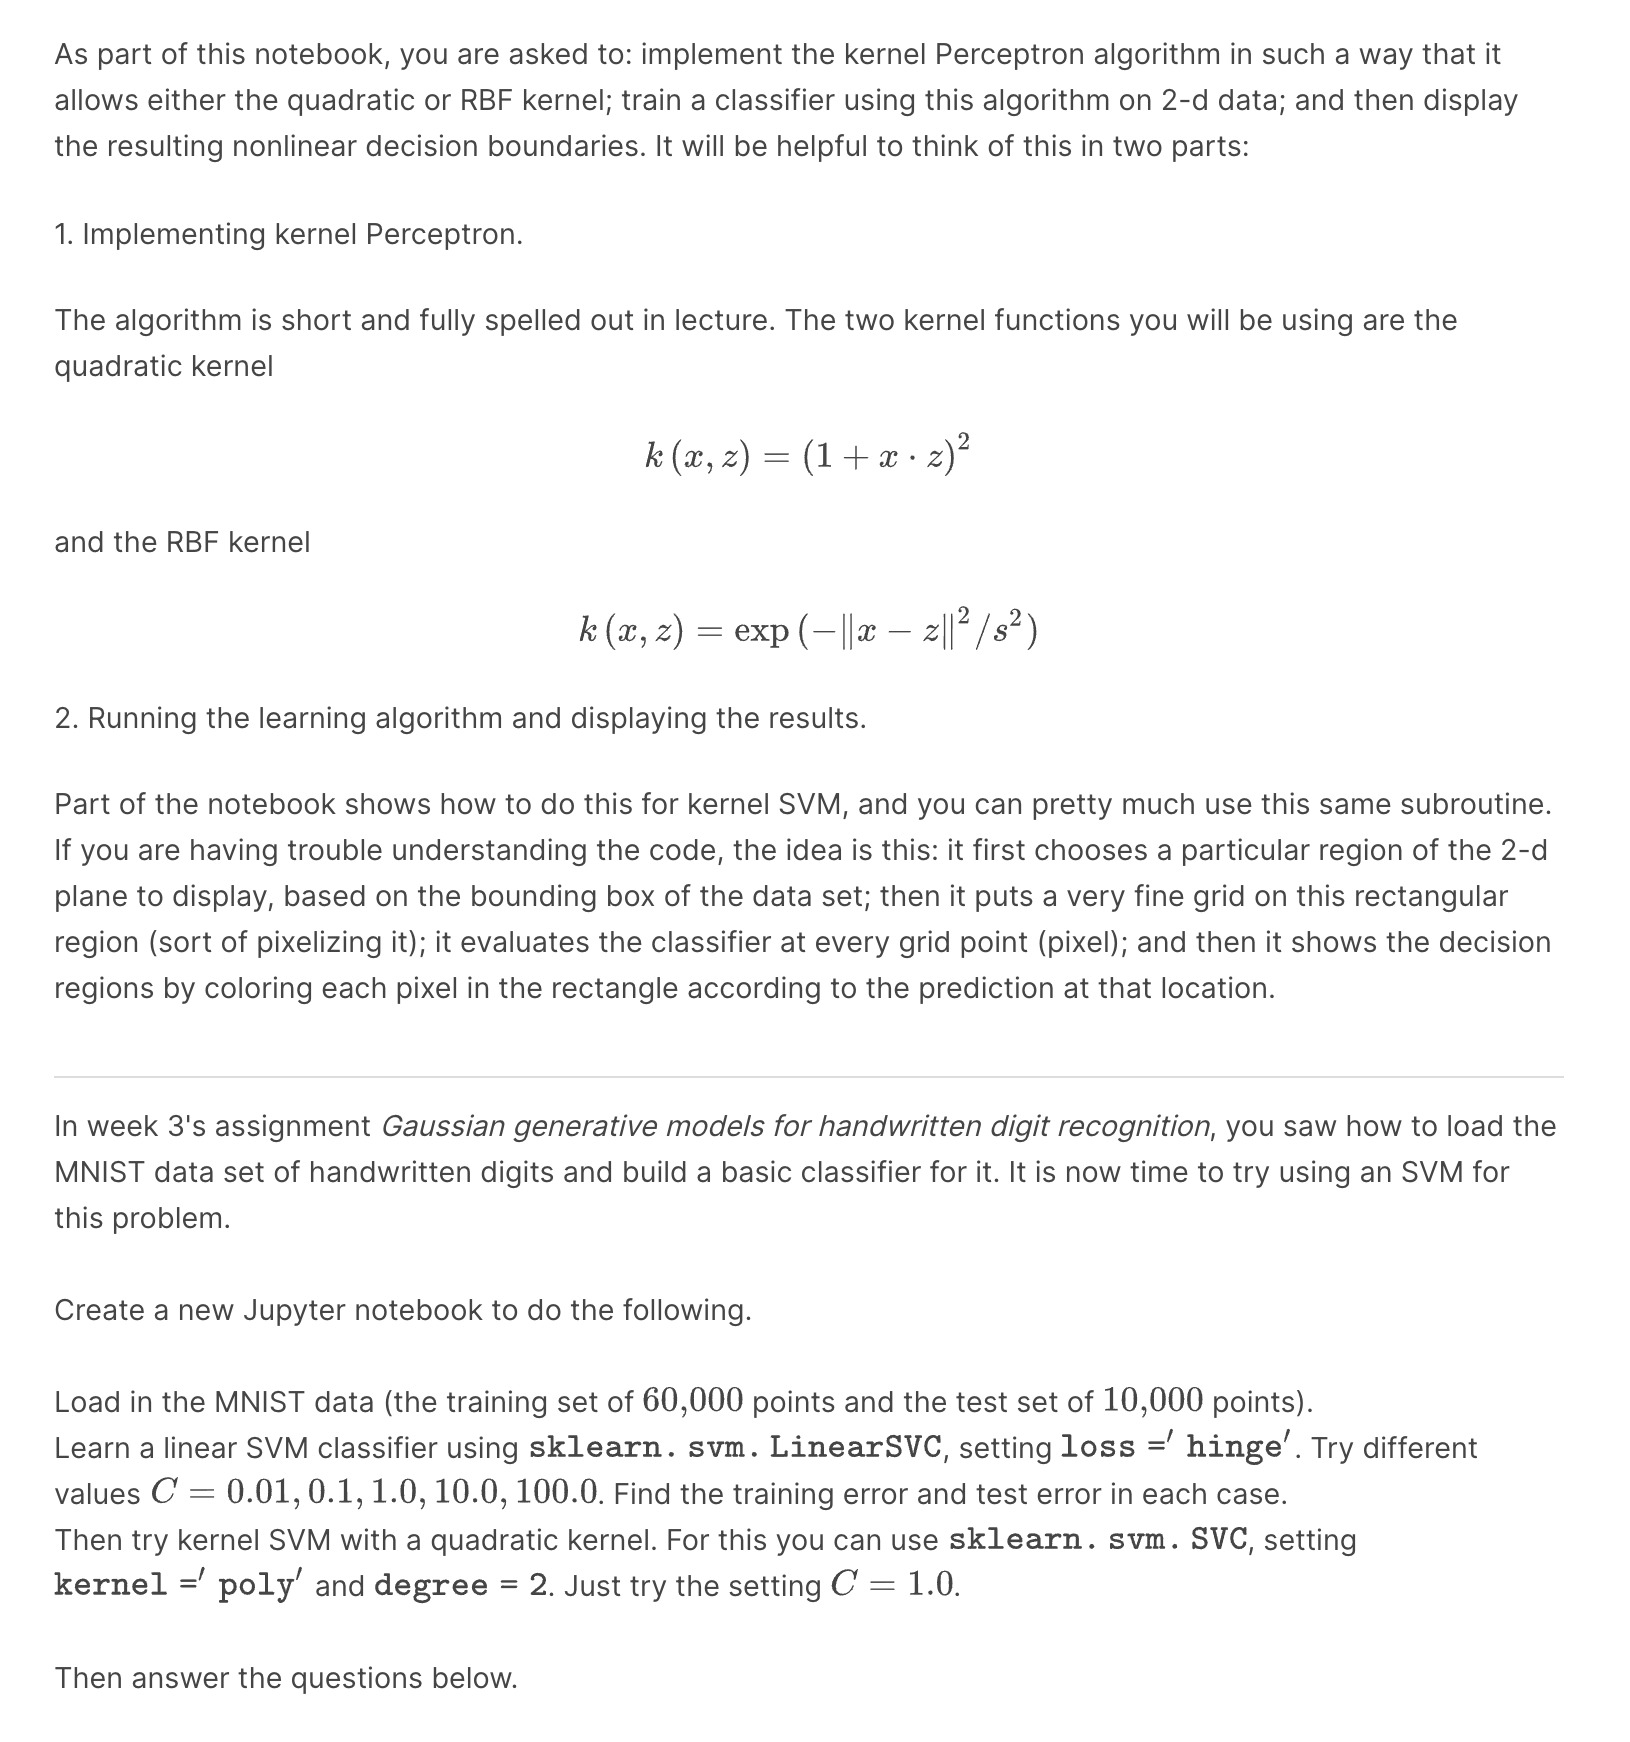 As part of this notebook, you are asked to: implement the kernel Perceptron algorithm in such a way that it
allows either the quadratic or RBF kernel; train a classifier using this algorithm on 2-d data; and then display
the resulting nonlinear decision boundaries. It will be helpful to think of this in two parts:
1. Implementing kernel Perceptron.
The algorithm is short and fully spelled out in lecture. The two kernel functions you will be using are the
quadratic kernel
k (x, z) = (1 + x · z)²
and the RBF kernel
k (x, z) = exp (−‖x − z‖²/s²)
2. Running the learning algorithm and displaying the results.
Part of the notebook shows how to do this for kernel SVM, and you can pretty much use this same subroutine.
If you are having trouble understanding the code, the idea is this: it first chooses a particular region of the 2-d
plane to display, based on the bounding box of the data set; then it puts a very fine grid on this rectangular
region (sort of pixelizing it); it evaluates the classifier at every grid point (pixel); and then it shows the decision
regions by coloring each pixel in the rectangle according to the prediction at that location.
In week 3's assignment Gaussian generative models for handwritten digit recognition, you saw how to load the
MNIST data set of handwritten digits and build a basic classifier for it. It is now time to try using an SVM for
this problem.
Create a new Jupyter notebook to do the following.
Load in the MNIST data (the training set of 60,000 points and the test set of 10,000 points).
Learn a linear SVM classifier using sklearn. svm. LinearSVC, setting loss =′ hinge′. Try different
values C = 0.01, 0.1, 1.0, 10.0, 100.0. Find the training error and test error in each case.
Then try kernel SVM with a quadratic kernel. For this you can use sklearn. svm. SVC, setting
kernel =′ poly′ and degree = 2. Just try the setting C = 1.0.
Then answer the questions below.